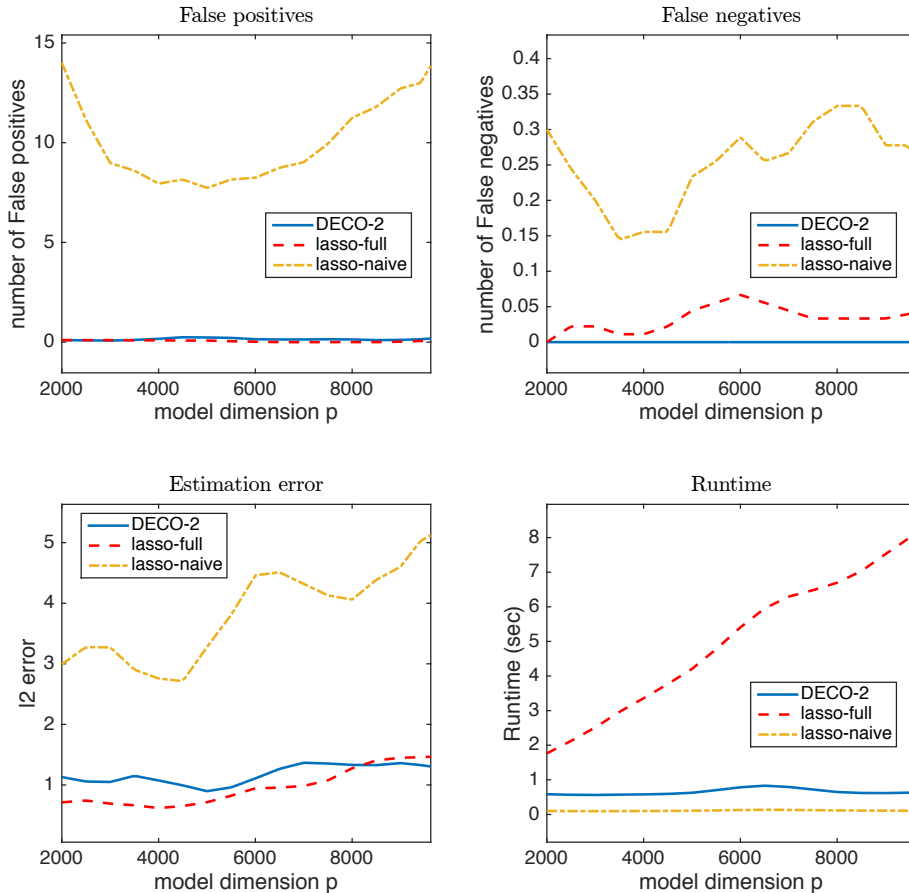 False positives
15
10
5
0
number of False positives
DECO-2
lasso-full
lasso-naive
2000 4000 6000 8000
model dimension p
False negatives
0.4
0.35
0.3
0.25
0.2
0.15
0.1
0.05
0
number of False negatives
DECO-2
lasso-full
lasso-naive
2000 4000 6000 8000
model dimension p
Estimation error
5
4
3
2
1
l2 error
DECO-2
lasso-full
lasso-naive
2000 4000 6000 8000
model dimension p
Runtime
8
7
6
5
4
3
2
1
0
Runtime (sec)
DECO-2
lasso-full
lasso-naive
2000 4000 6000 8000
model dimension p